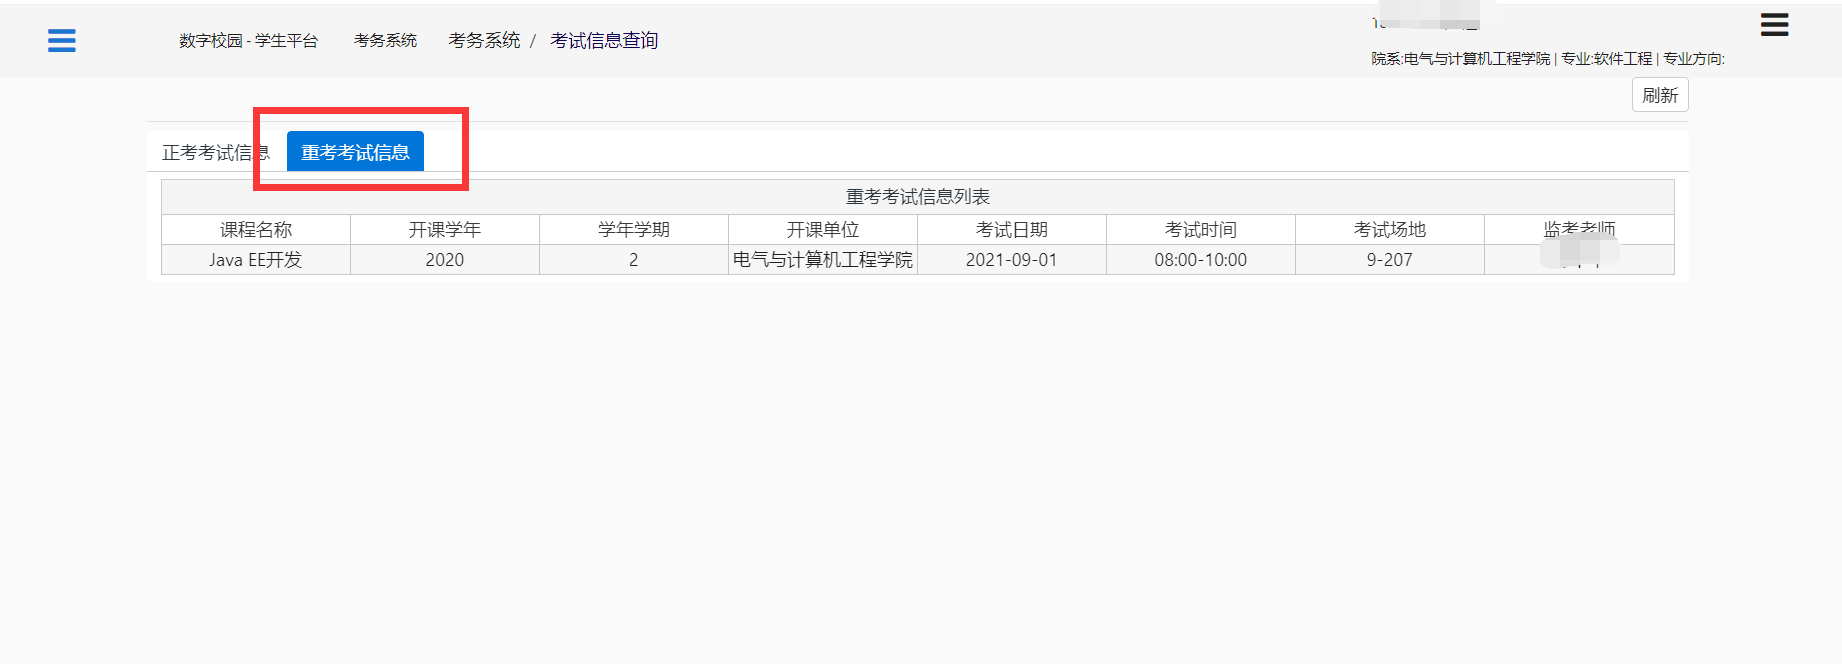 数字校园 - 学生平台 考务系统 考务系统 / 考试信息查询
院系:电气与计算机工程学院 | 专业:软件工程 | 专业方向:
刷新
正考考试信息 重考考试信息
重考考试信息列表
课程名称 开课学年 学年学期 开课单位 考试日期 考试时间 考试场地 监考老师
Java EE开发 2020 2 电气与计算机工程学院 2021-09-01 08:00-10:00 9-207